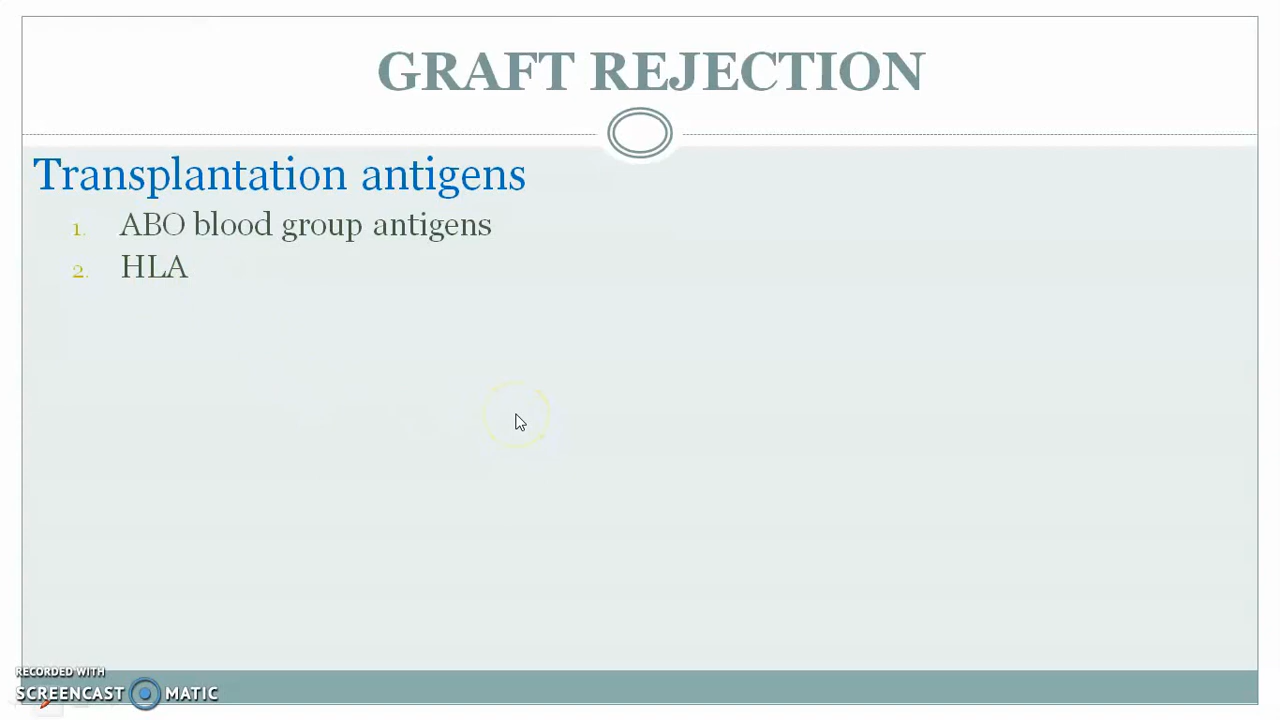 GRAFT REJECTION
Transplantation antigens
1. ABO blood group antigens
2. HLA
RECORDED WITH
SCREENCAST MATIC